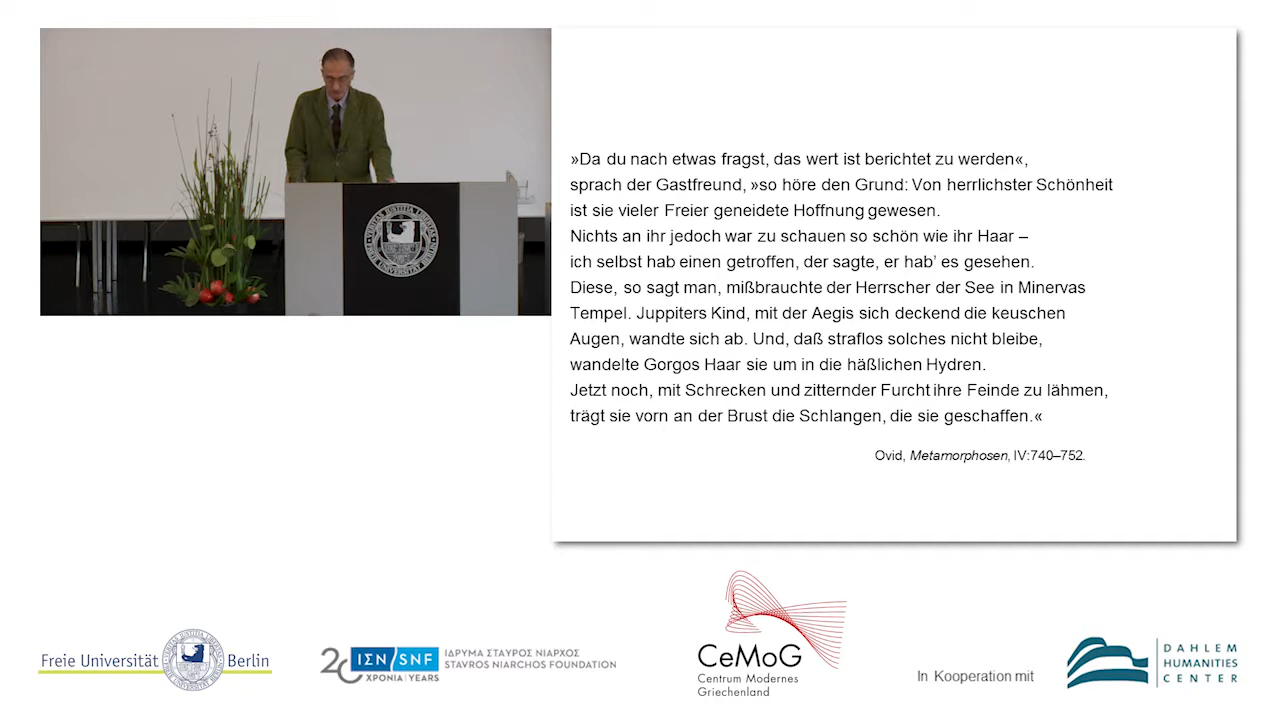 »Da du nach etwas fragst, das wert ist berichtet zu werden«,
sprach der Gastfreund, »so höre den Grund: Von herrlichster Schönheit
ist sie vieler Freier geneidete Hoffnung gewesen.
Nichts an ihr jedoch war zu schauen so schön wie ihr Haar –
ich selbst hab einen getroffen, der sagte, er hab’ es gesehen.
Diese, so sagt man, mißbrauchte der Herrscher der See in Minervas
Tempel. Juppiters Kind, mit der Aegis sich deckend die keuschen
Augen, wandte sich ab. Und, daß straflos solches nicht bleibe,
wandelte Gorgos Haar sie um in die häßlichen Hydren.
Jetzt noch, mit Schrecken und zitternder Furcht ihre Feinde zu lähmen,
trägt sie vorn an der Brust die Schlangen, die sie geschaffen.«
Ovid, Metamorphosen, IV:740–752.
Freie Universität Berlin
20 ΙΣΝ/SNF
ΧΡΟΝΙΑ YEARS
ΙΔΡΥΜΑ ΣΤΑΥΡΟΣ ΝΙΑΡΧΟΣ
STAVROS NIARCHOS FOUNDATION
CeMoG
Centrum Modernes
Griechenland
In Kooperation mit
DAHLEM
HUMANITIES
CENTER